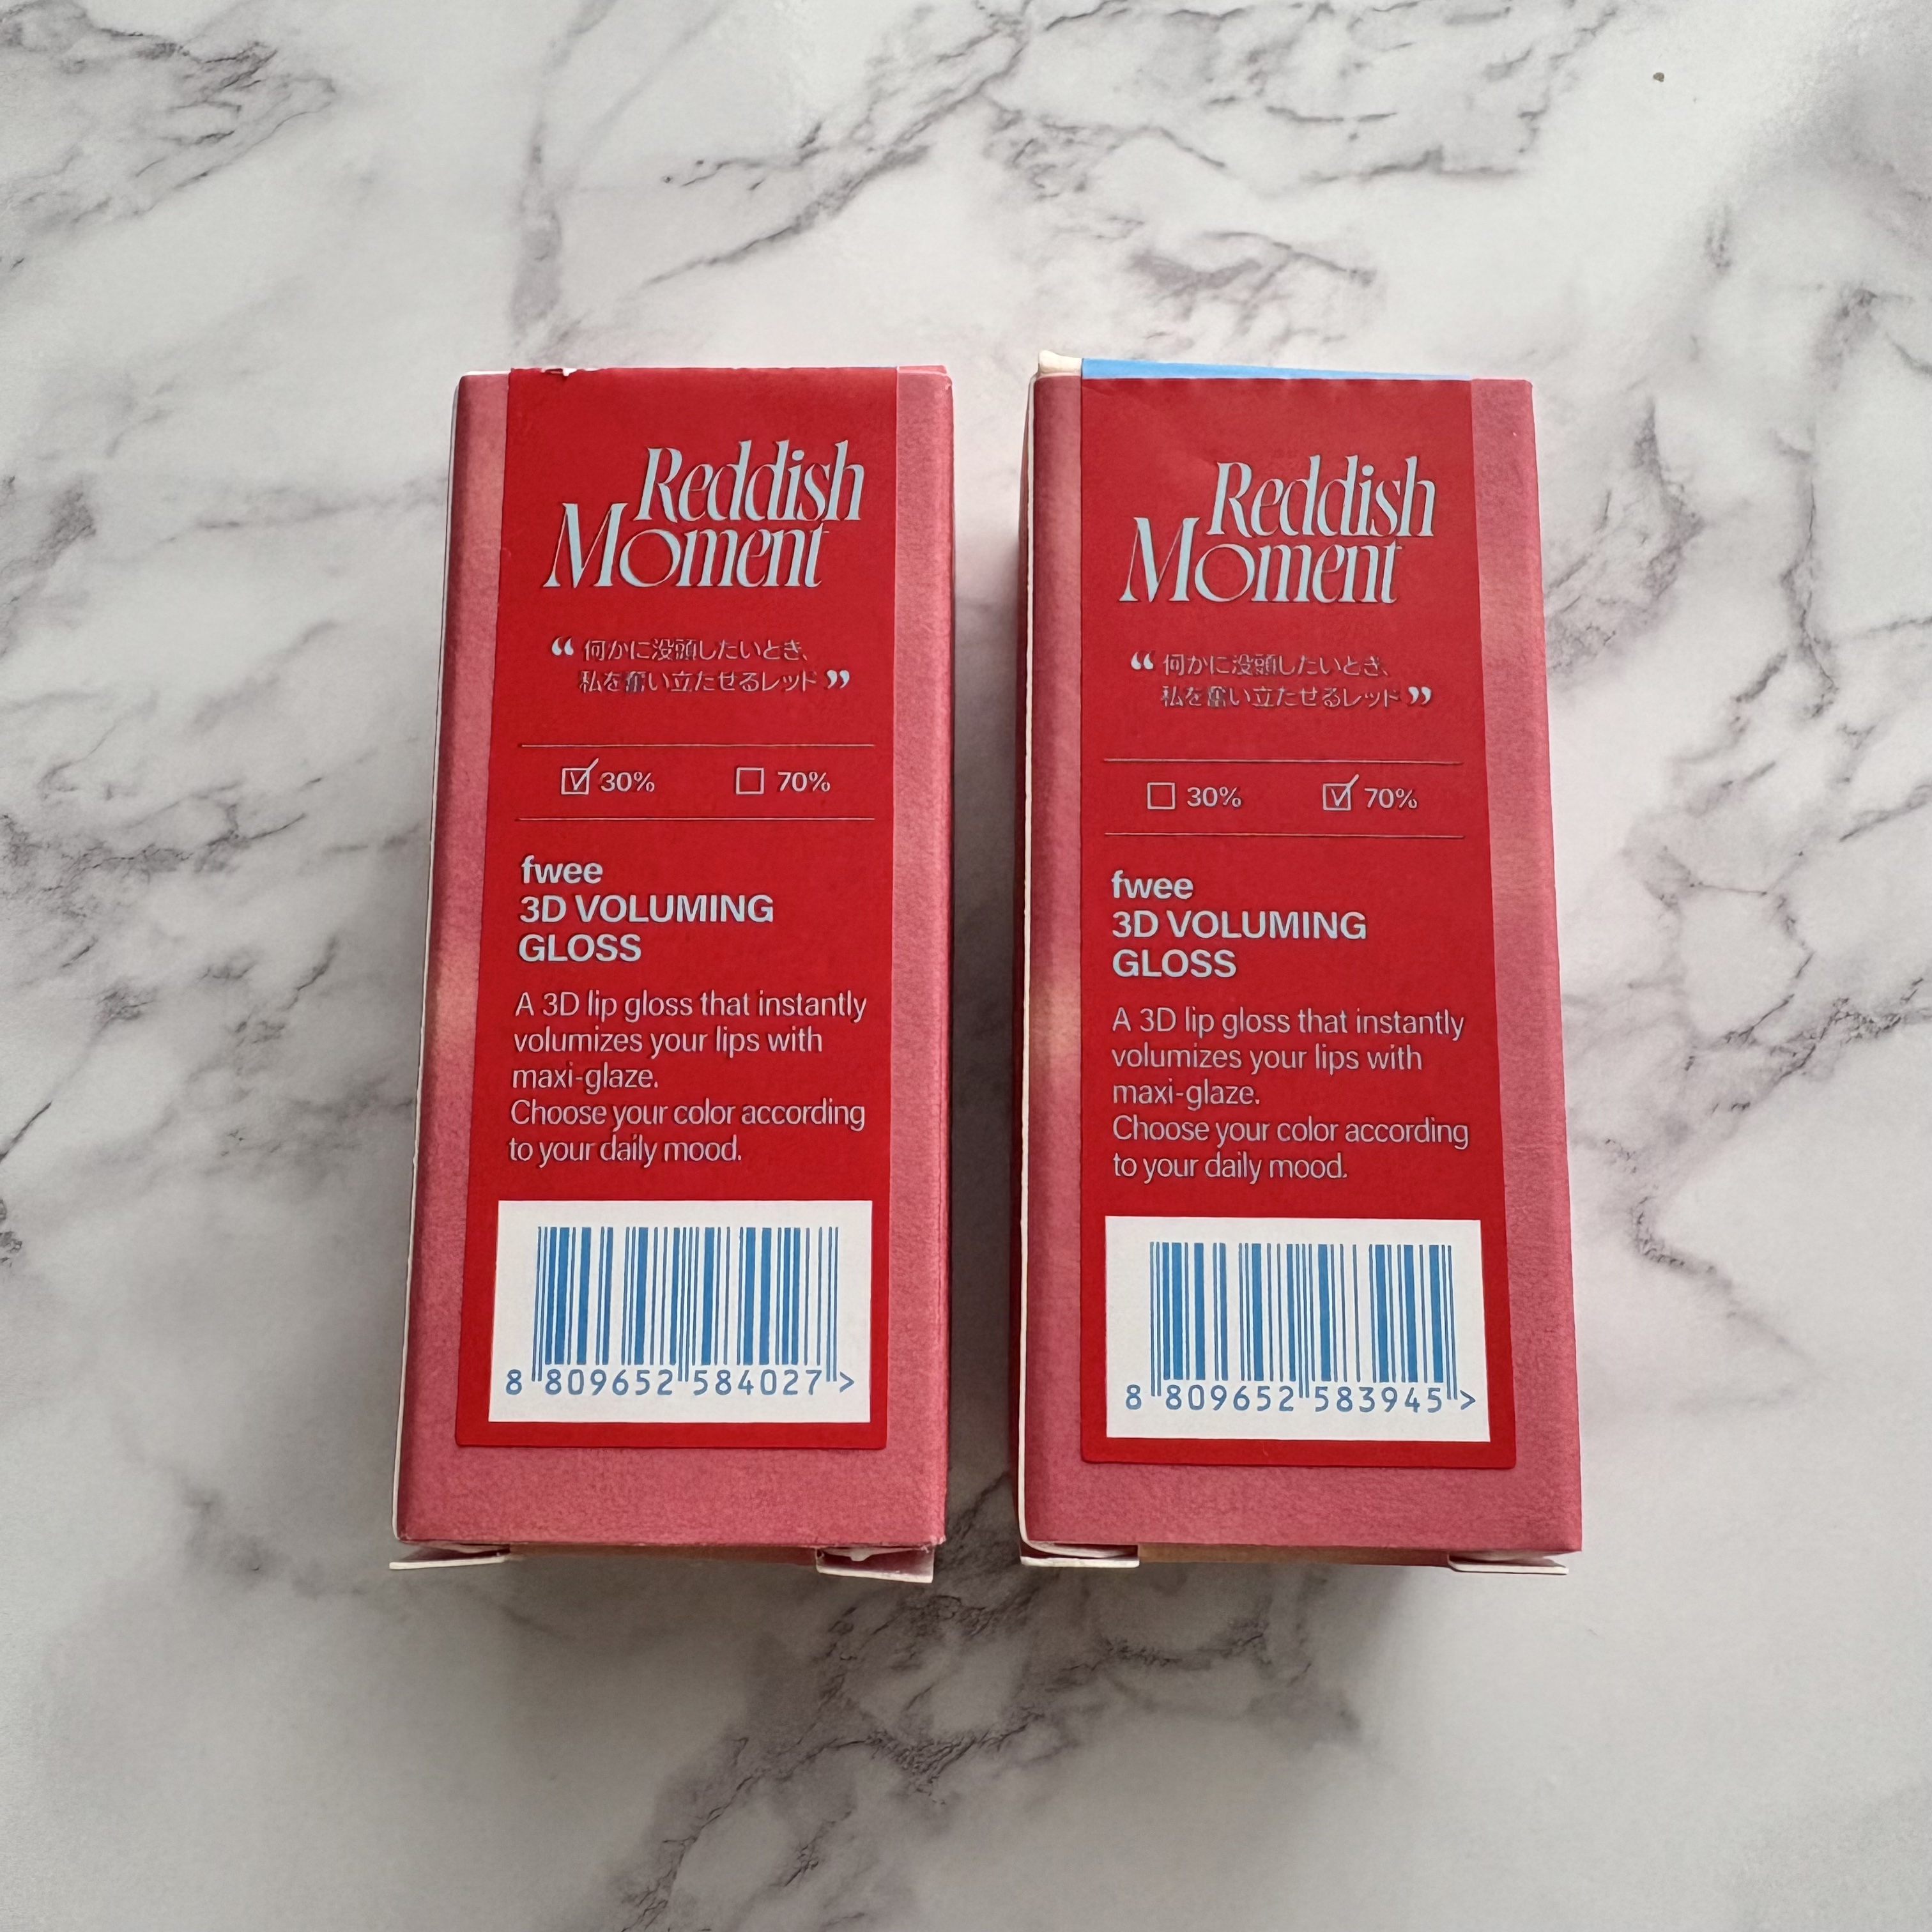 Reddish
Moment
“ 何かに没頭したいとき、
私を奮い立たせるレッド ”
☑ 30% ☐ 70%
fwee
3D VOLUMING
GLOSS
A 3D lip gloss that instantly
volumizes your lips with
maxi-glaze.
Choose your color according
to your daily mood.
8 809652 584027 >
Reddish
Moment
“ 何かに没頭したいとき、
私を奮い立たせるレッド ”
☐ 30% ☑ 70%
fwee
3D VOLUMING
GLOSS
A 3D lip gloss that instantly
volumizes your lips with
maxi-glaze.
Choose your color according
to your daily mood.
8 809652 583945 >